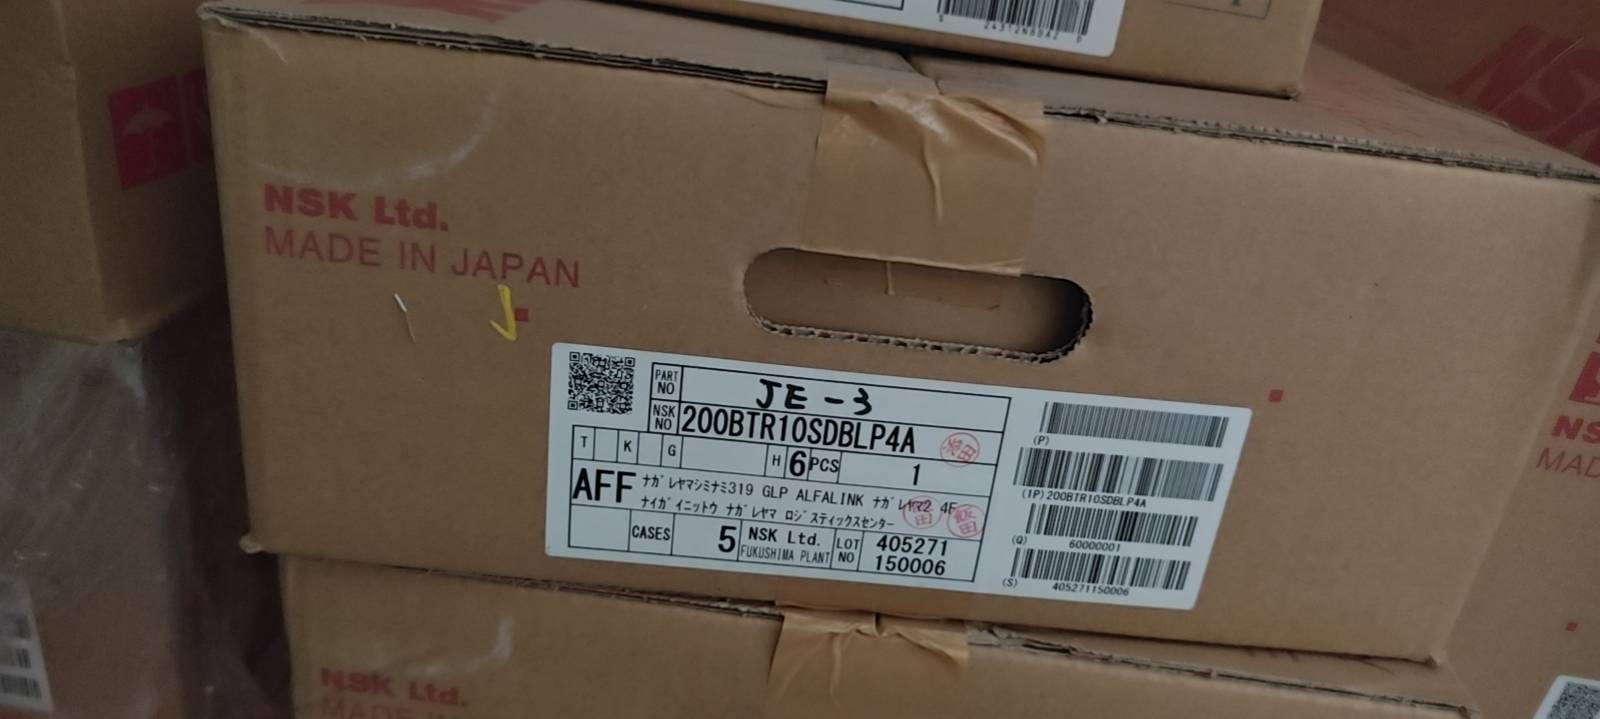 NSK Ltd.
MADE IN JAPAN
PART NO JE-3
NSK NO 200BTR10SDBLP4A
T K G H 6 PCS 1
AFF ナガレヤマシミナミ319 GLP ALFALINK ナガレヤマ2 4F
ナイガイニットウ ナガレヤマ ロジスティックスセンター
CASES 5 NSK Ltd. FUKUSHIMA PLANT LOT NO 405271 150006
(P)
(1P) 200BTR10SDBLP4A
(Q) 60000001
(S) 405271150006
NSK Ltd.